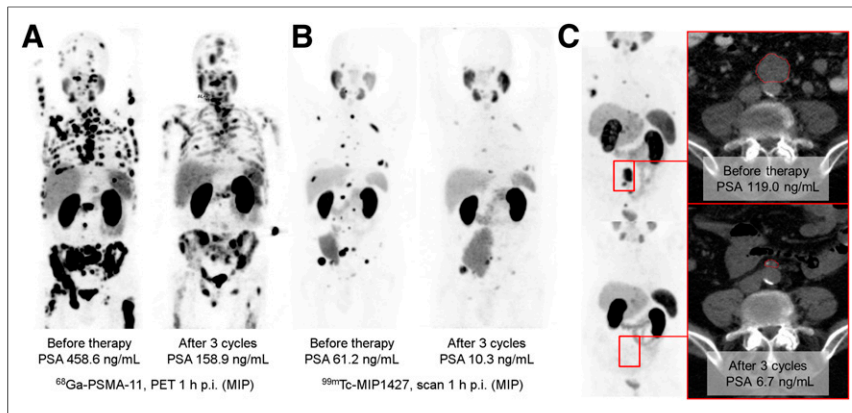 A
B
C
Before therapy
PSA 458.6 ng/mL
After 3 cycles
PSA 158.9 ng/mL
⁶⁸Ga-PSMA-11, PET 1 h p.i. (MIP)
Before therapy
PSA 61.2 ng/mL
After 3 cycles
PSA 10.3 ng/mL
⁹⁹ᵐTc-MIP1427, scan 1 h p.i. (MIP)
Before therapy
PSA 119.0 ng/mL
After 3 cycles
PSA 6.7 ng/mL